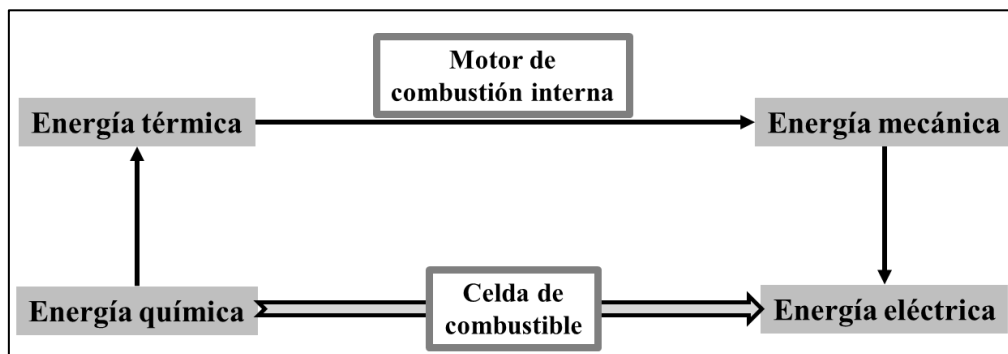 Motor de
combustión interna
Energía térmica
Energía mecánica
Energía química
Celda de
combustible
Energía eléctrica